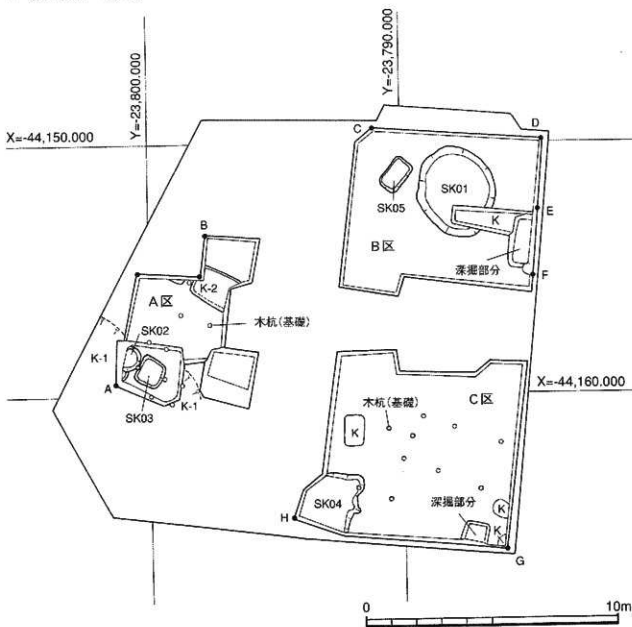 Y=-23,800.000
Y=-23,790.000
X=-44,150.000
C
D
SK01
SK05
E
K
B区
深掘部分
F
B
K-2
A区
木杭(基礎)
SK02
K-1
A
SK03
K-1
X=-44,160.000
C区
木杭(基礎)
K
SK04
H
深掘部分
K
K
K
G
0
10m